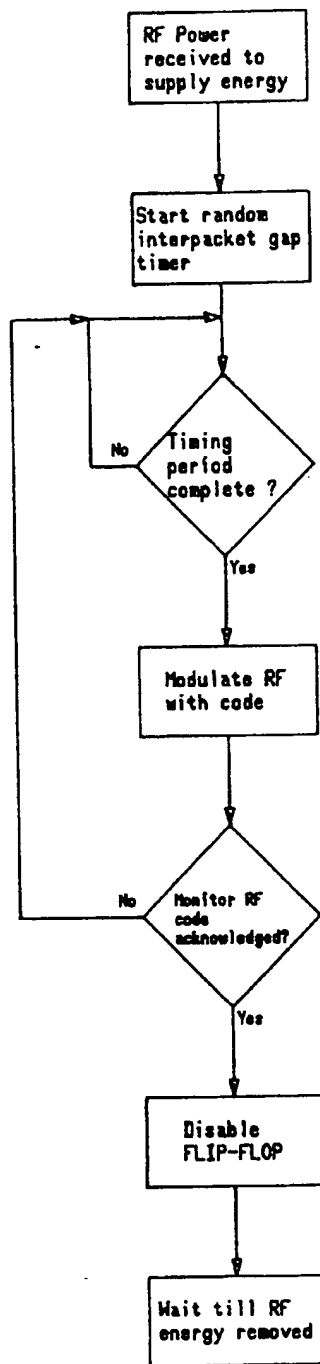 RF Power
received to
supply energy
Start random
interpacket gap
timer
No
Timing
period
complete ?
Yes
Modulate RF
with code
No
Monitor RF
code
acknowledged?
Yes
Disable
FLIP-FLOP
Wait till RF
energy removed